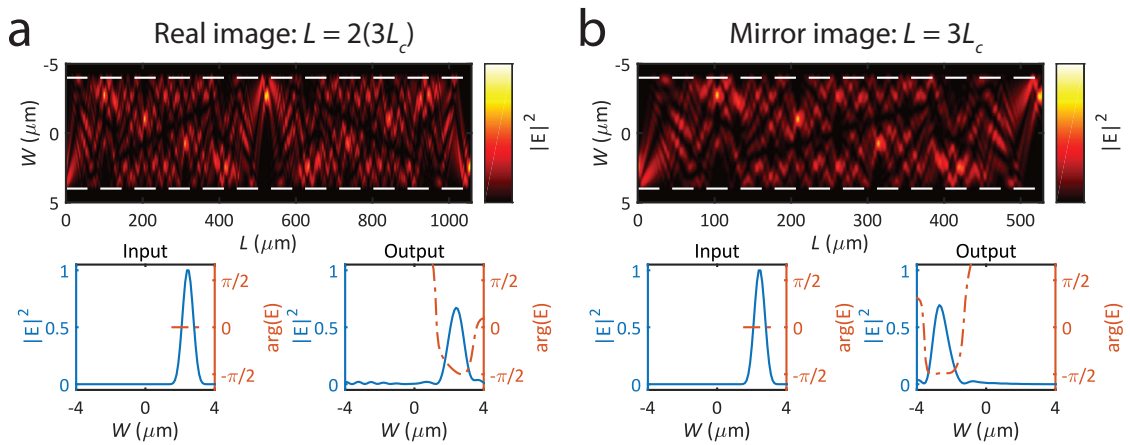 a
Real image: L = 2(3L_c)
-5
0
5
W (μm)
0 200 400 600 800 1000
L (μm)
|E|²
Input
1
0.5
0
|E|²
π/2
0
-π/2
arg(E)
-4 0 4
W (μm)
Output
1
0.5
0
|E|²
π/2
0
-π/2
arg(E)
-4 0 4
W (μm)
b
Mirror image: L = 3L_c
-5
0
5
W (μm)
0 100 200 300 400 500
L (μm)
|E|²
Input
1
0.5
0
|E|²
π/2
0
-π/2
arg(E)
-4 0 4
W (μm)
Output
1
0.5
0
|E|²
π/2
0
-π/2
arg(E)
-4 0 4
W (μm)